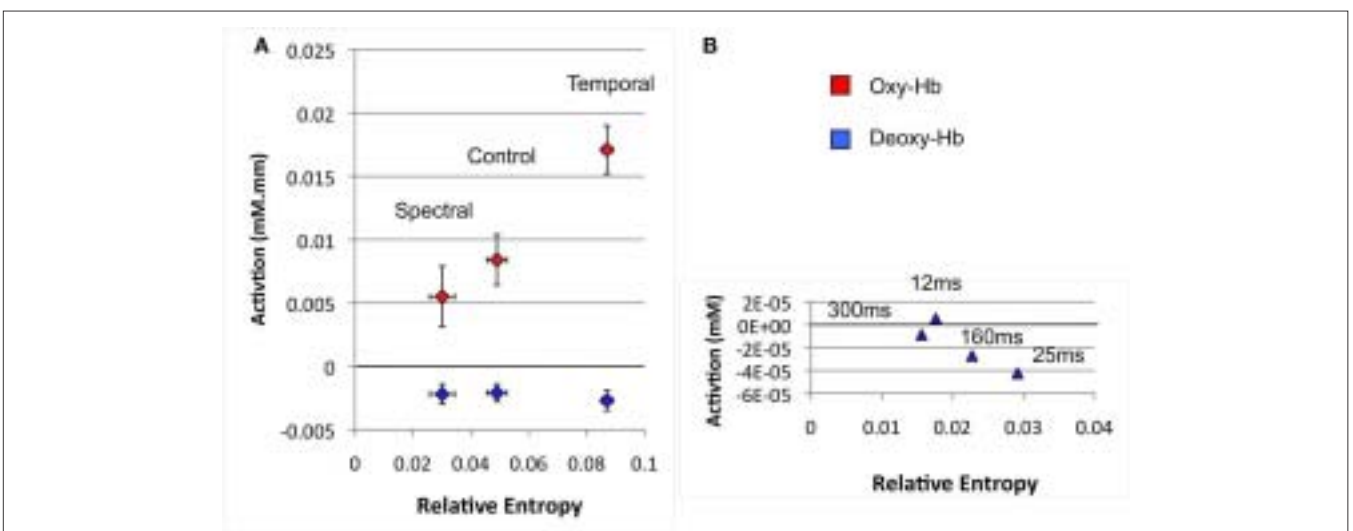 A
0.025
0.02
0.015
0.01
0.005
0
-0.005
Activtion (mM.mm)
Temporal
Control
Spectral
0 0.02 0.04 0.06 0.08 0.1
Relative Entropy
B
Oxy-Hb
Deoxy-Hb
12ms
300ms
160ms
25ms
2E-05
0E+00
-2E-05
-4E-05
-6E-05
Activtion (mM)
0 0.01 0.02 0.03 0.04
Relative Entropy